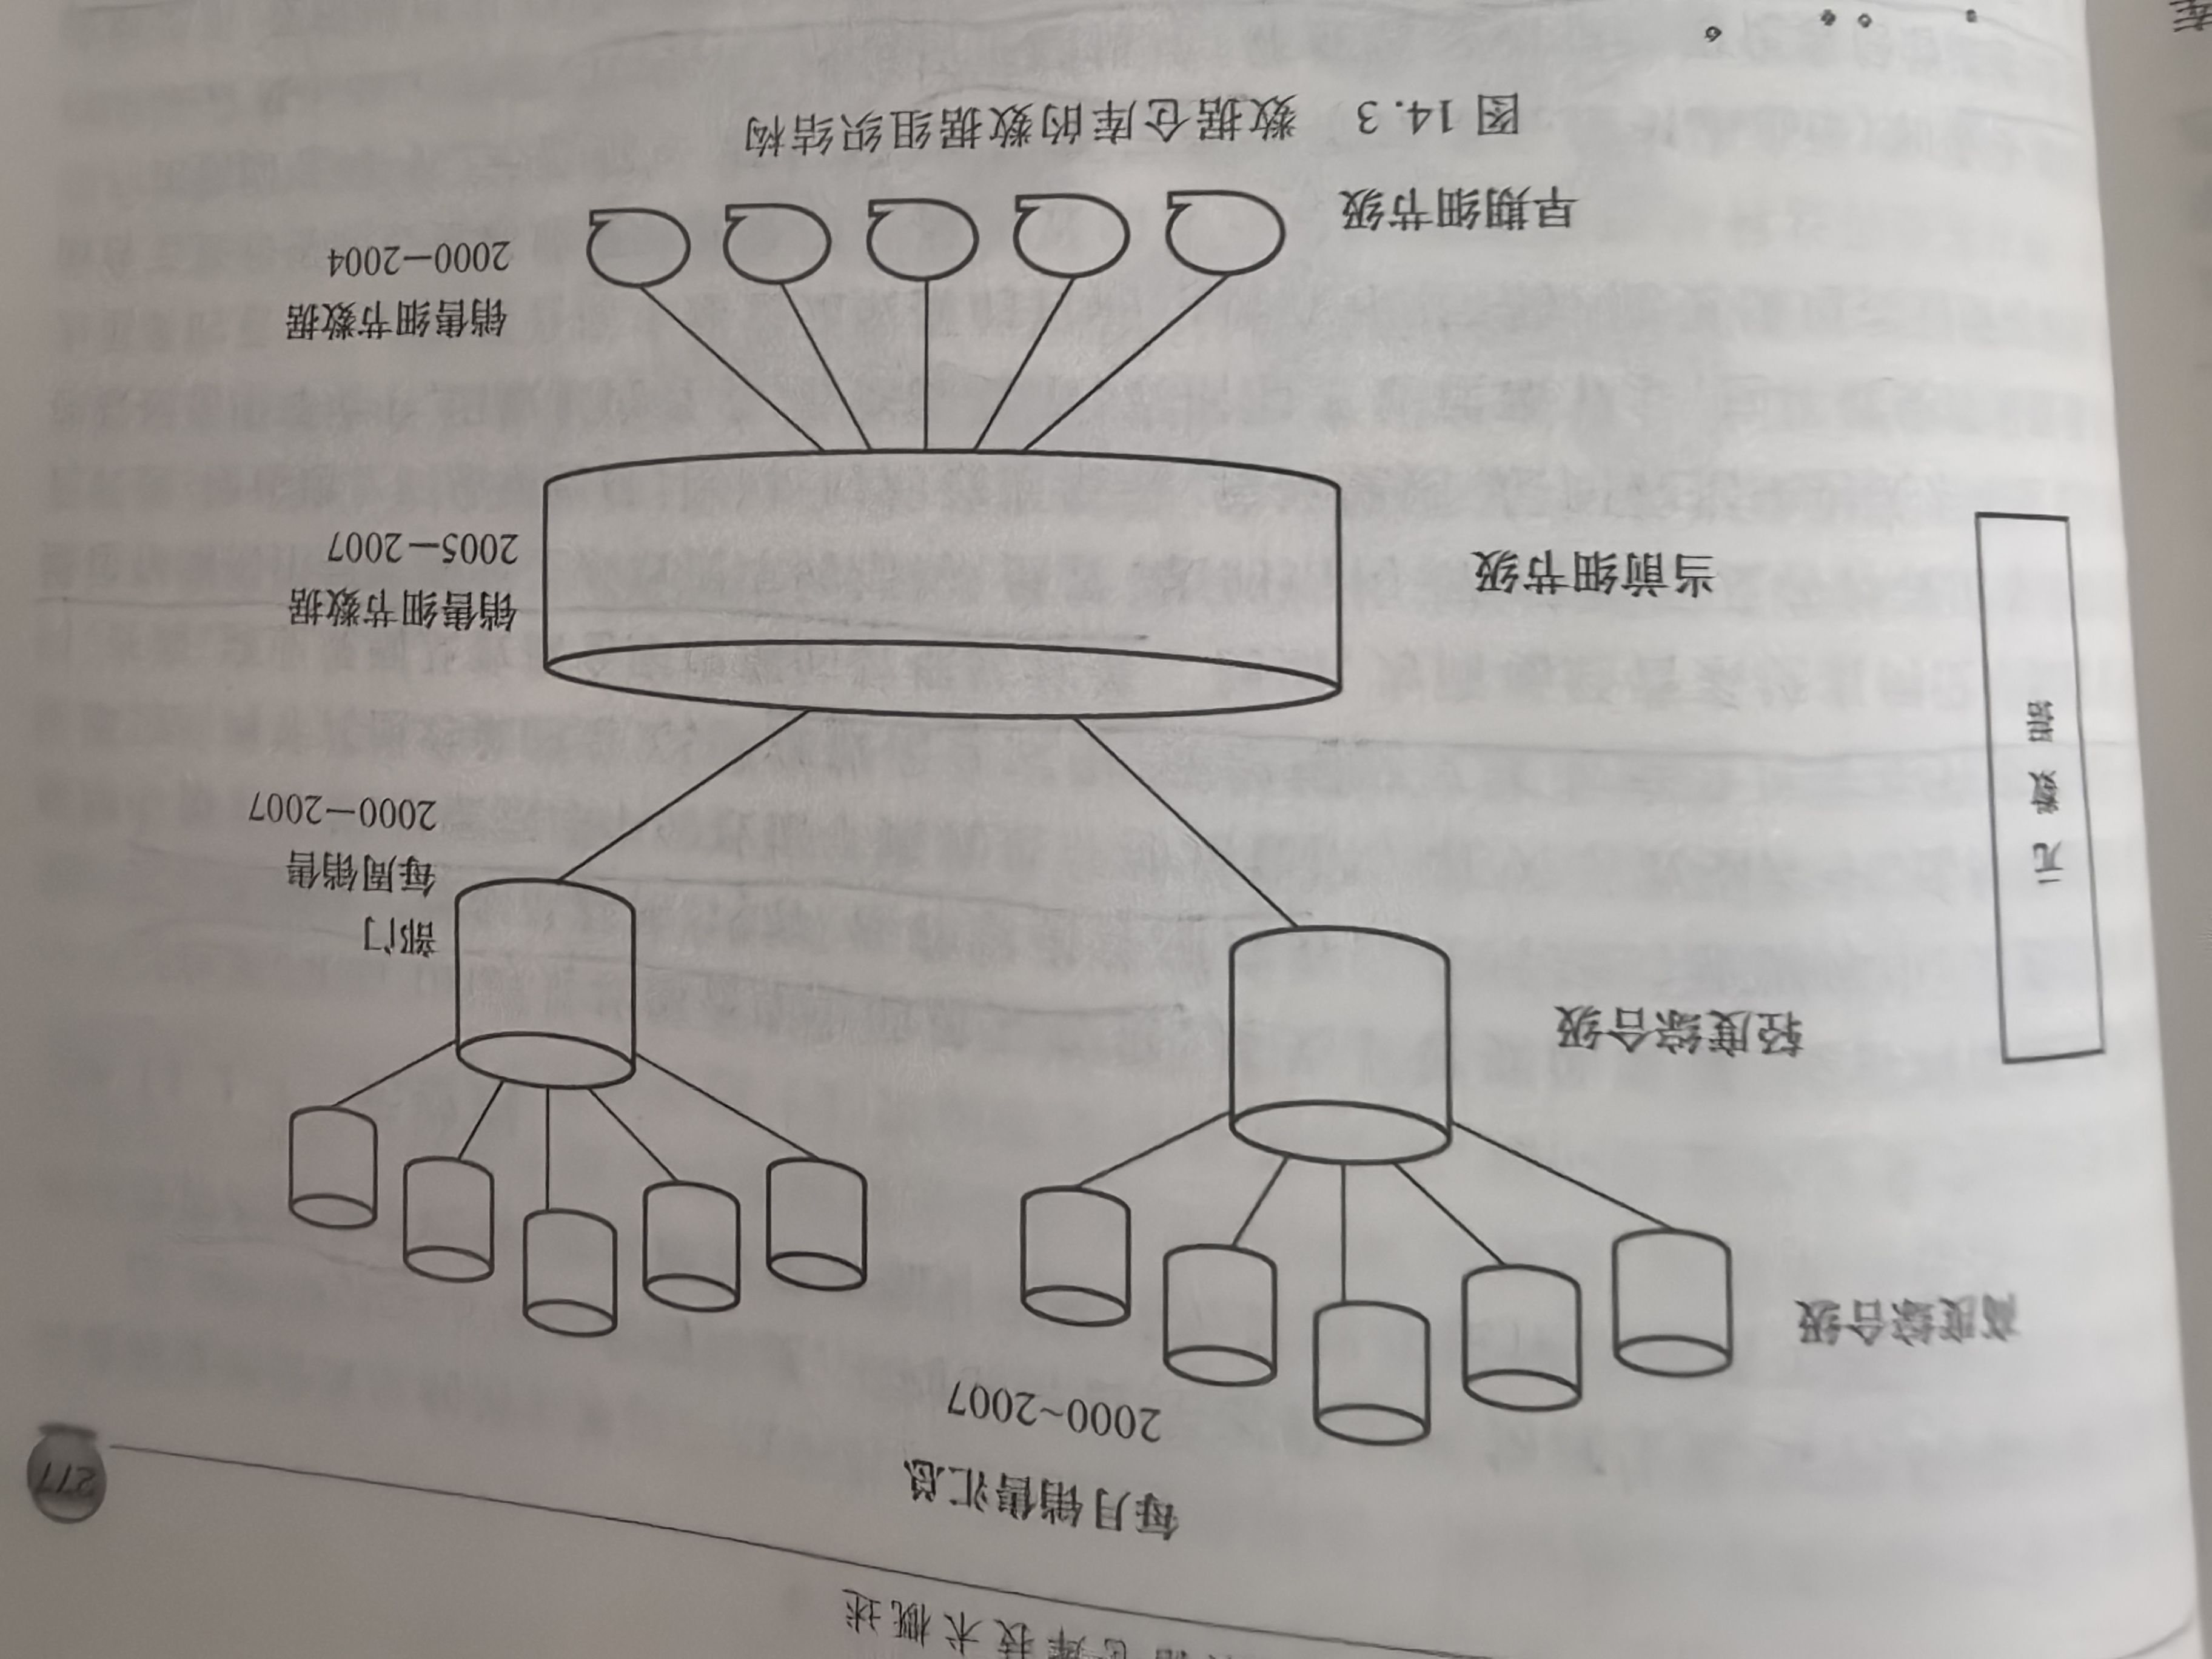 仓库技术概述
277
每月销售汇总
2000~2007
高度综合级
轻度综合级
部门
每周销售
2000—2007
元
数
据
当前细节级
销售细节数据
2005—2007
销售细节数据
2000—2004
早期细节级
图 14.3 数据仓库的数据组织结构
库